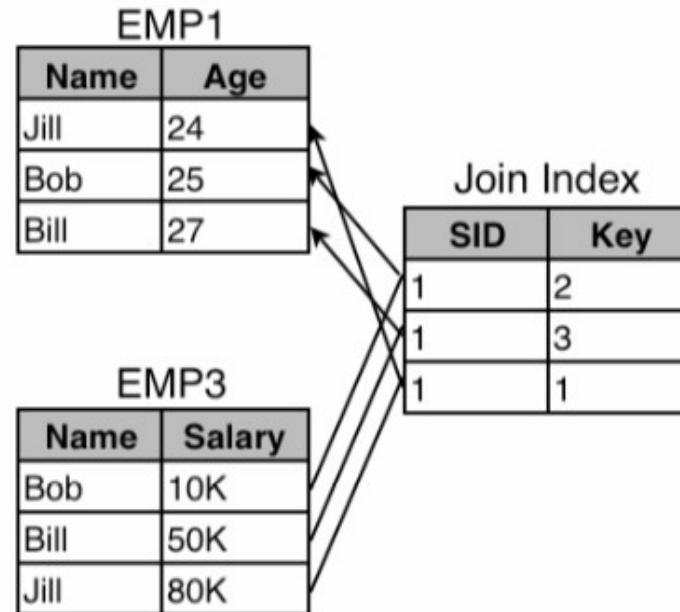 EMP1
Name Age
Jill 24
Bob 25
Bill 27
Join Index
SID Key
1 2
1 3
1 1
EMP3
Name Salary
Bob 10K
Bill 50K
Jill 80K